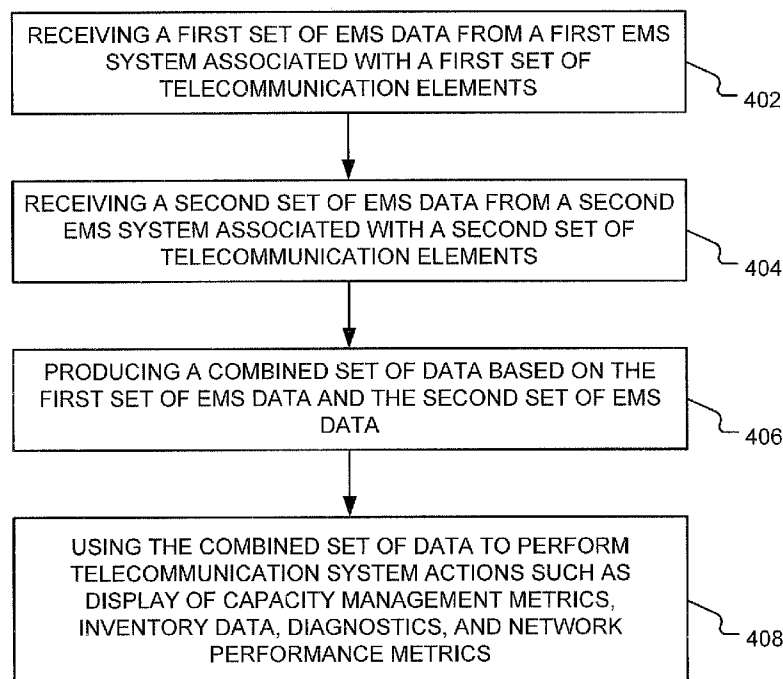 RECEIVING A FIRST SET OF EMS DATA FROM A FIRST EMS
SYSTEM ASSOCIATED WITH A FIRST SET OF
TELECOMMUNICATION ELEMENTS
402
RECEIVING A SECOND SET OF EMS DATA FROM A SECOND
EMS SYSTEM ASSOCIATED WITH A SECOND SET OF
TELECOMMUNICATION ELEMENTS
404
PRODUCING A COMBINED SET OF DATA BASED ON THE
FIRST SET OF EMS DATA AND THE SECOND SET OF EMS
DATA
406
USING THE COMBINED SET OF DATA TO PERFORM
TELECOMMUNICATION SYSTEM ACTIONS SUCH AS
DISPLAY OF CAPACITY MANAGEMENT METRICS,
INVENTORY DATA, DIAGNOSTICS, AND NETWORK
PERFORMANCE METRICS
408